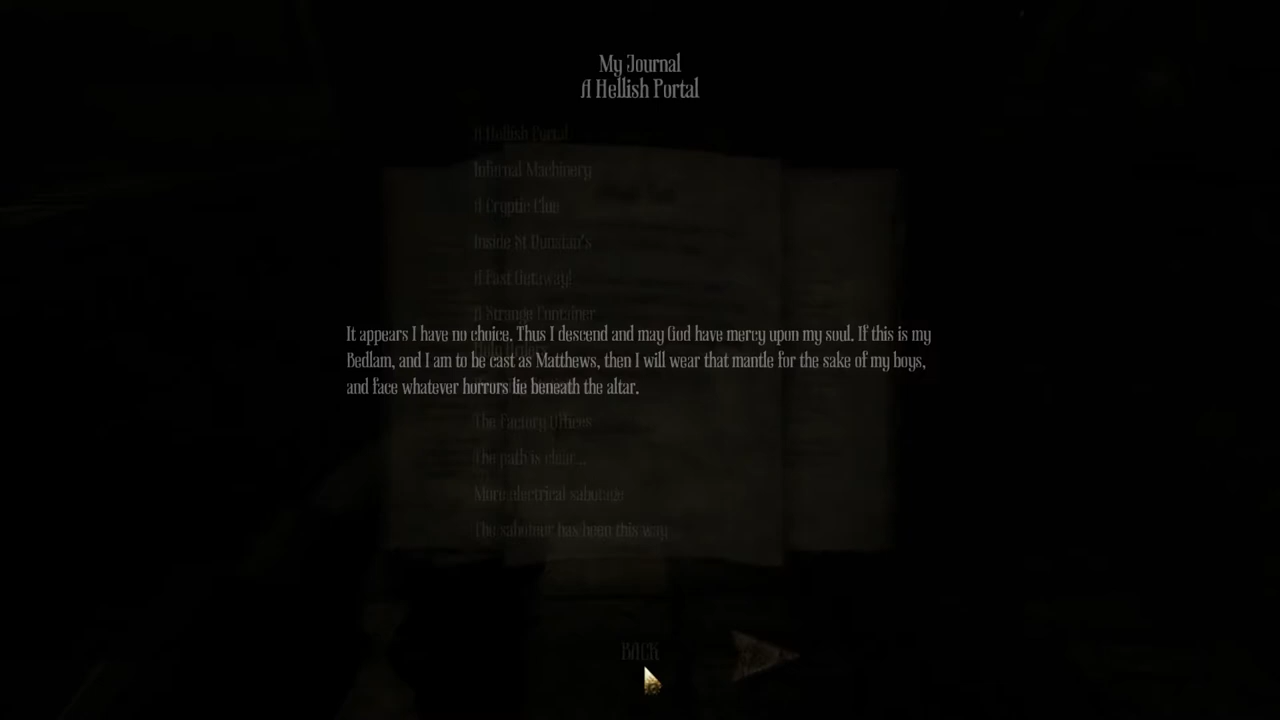 My Journal
A Hellish Portal
A Hellish Portal
Infernal Machinery
A Cryptic Clue
Inside St Dunstan's
A Fast Getaway!
A Strange Container
It appears I have no choice. Thus I descend and may God have mercy upon my soul. If this is my
Bedlam, and I am to be cast as Matthews, then I will wear that mantle for the sake of my boys,
and face whatever horrors lie beneath the altar.
The Factory Offices
The path is clear...
More electrical sabotage
The saboteur has been this way
BACK